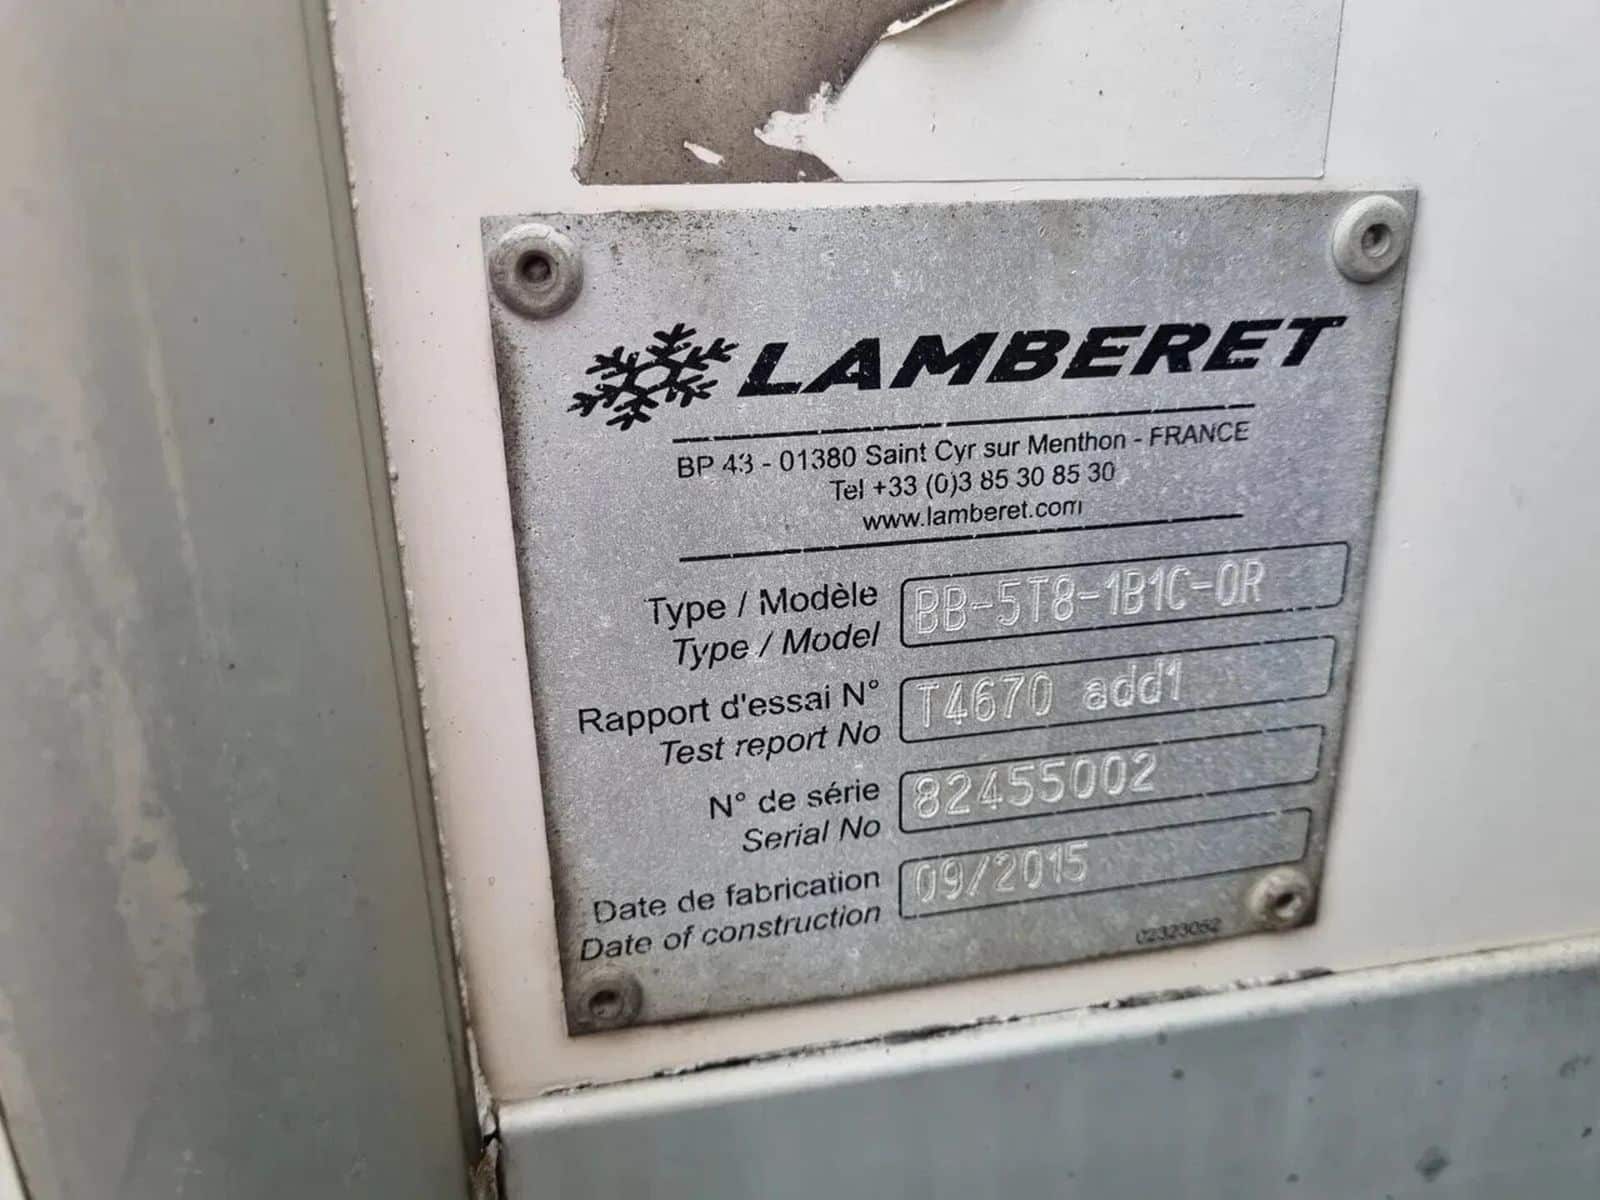 LAMBERET
BP 43 - 01380 Saint Cyr sur Menthon - FRANCE
Tel +33 (0)3 85 30 85 30
www.lamberet.com
Type / Modèle
Type / Model
BB-5T8-1B1C-0R
Rapport d'essai N°
Test report No
T4670 add1
N° de série
Serial No
82455002
Date de fabrication
Date of construction
09/2015
02323052